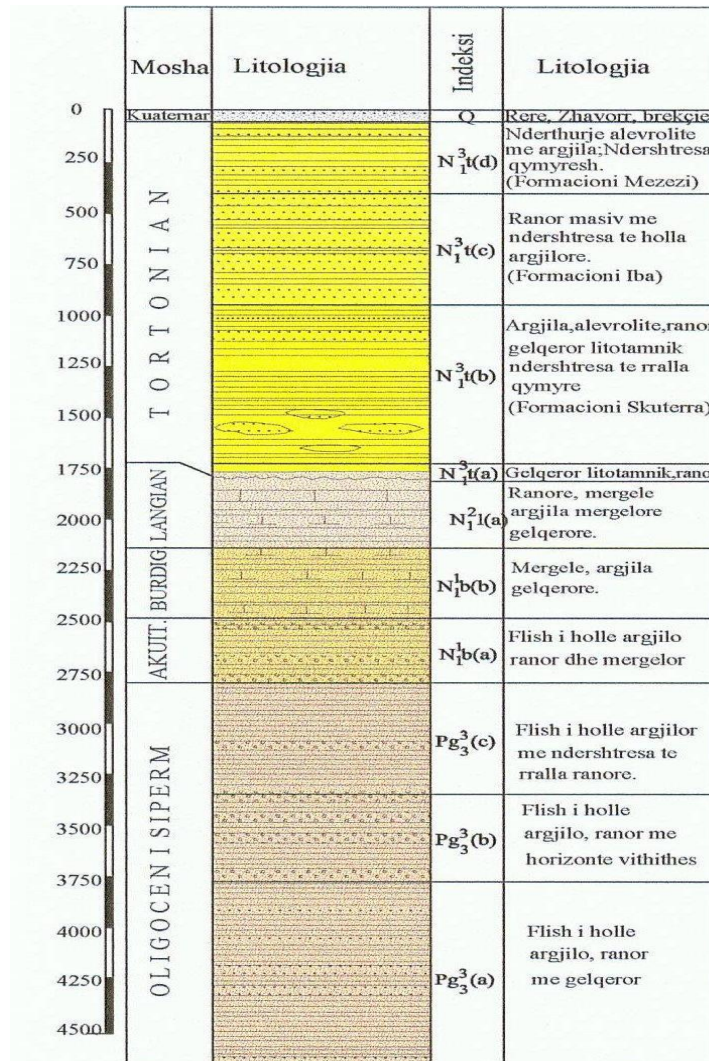 Mosha
Litologjia
Indeksi
Litologjia
0
250
500
750
1000
1250
1500
1750
2000
2250
2500
2750
3000
3250
3500
3750
4000
4250
4500
Kuaternar
TORTONIAN
LANGIAN
BURDIG
AKUIT.
OLIGOCENI SIPERM
Q
Rere, Zhavorr, brekçie
N₁³t(d)
Nderthurje alevrolite
me argjila;Ndershtresa
qymyresh.
(Formacioni Mezezi)
N₁³t(c)
Ranor masiv me
ndershtresa te holla
argjilore.
(Formacioni Iba)
N₁³t(b)
Argjila,alevrolite,ranor
gelqeror litotamnik
ndershtresa te rralla
qymyre
(Formacioni Skuterra)
N₁³t(a)
Gelqeror litotamnik,rano
N₁²l(a)
Ranore, mergele
argjila mergelore
gelqerore.
N₁¹b(b)
Mergele, argjila
gelqerore.
N₁¹b(a)
Flish i holle argjilo
ranor dhe mergelor
Pg₃³(c)
Flish i holle argjilor
me ndershtresa te
rralla ranore.
Pg₃³(b)
Flish i holle
argjilo, ranor me
horizonte vithithes
Pg₃³(a)
Flish i holle
argjilo, ranor
me gelqeror